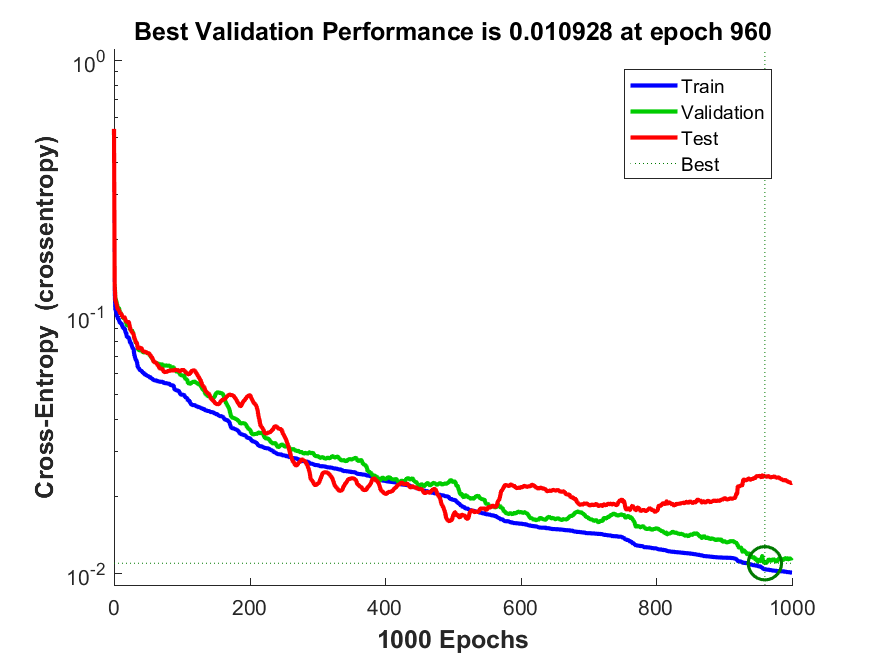 Best Validation Performance is 0.010928 at epoch 960
10^0
10^-1
10^-2
Cross-Entropy (crossentropy)
Train
Validation
Test
Best
0 200 400 600 800 1000
1000 Epochs